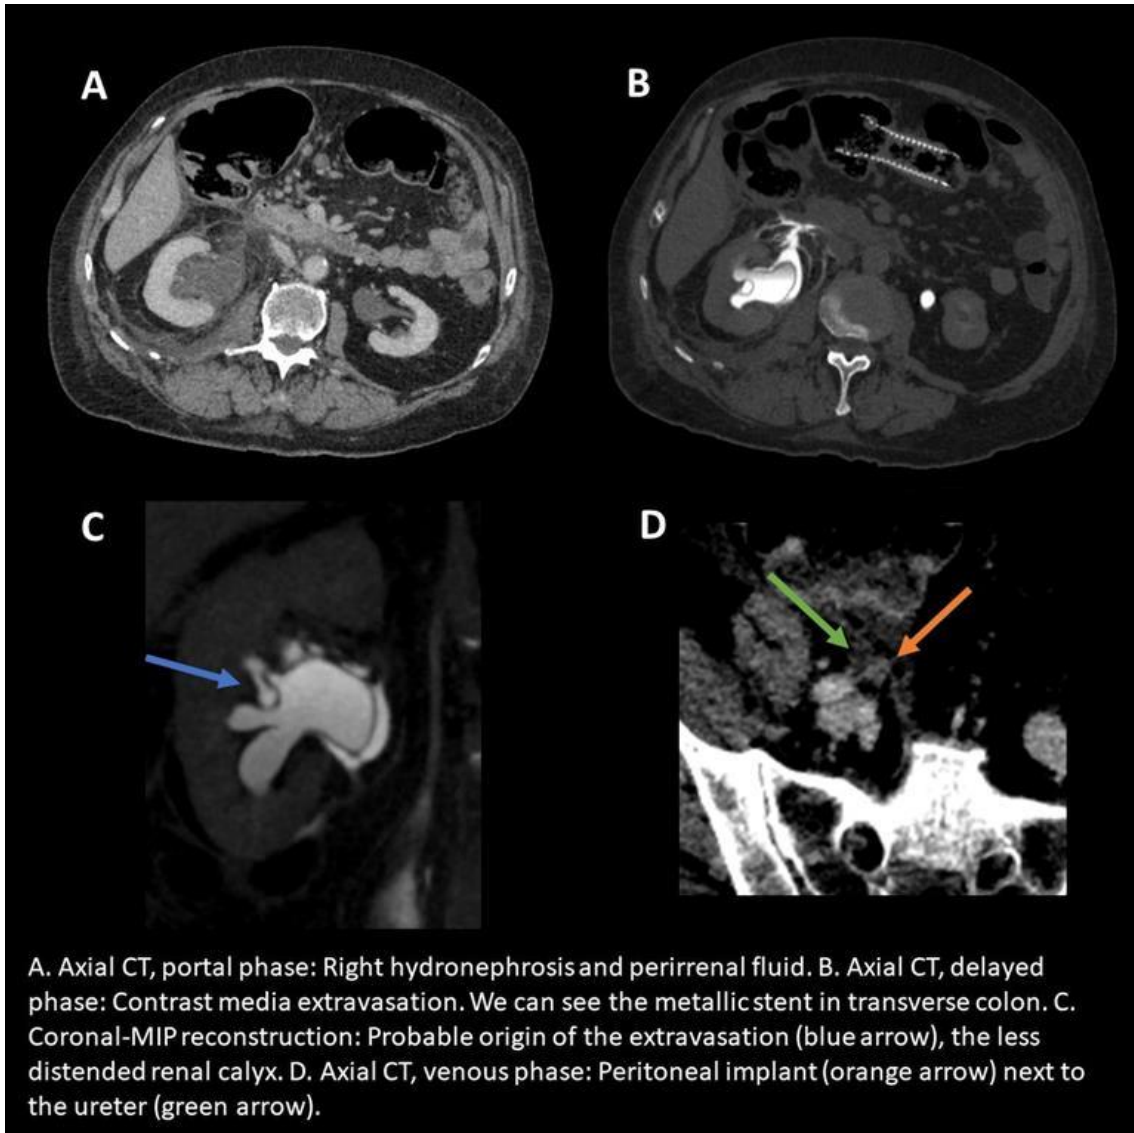 A
B
C
D
A. Axial CT, portal phase: Right hydronephrosis and perirrenal fluid. B. Axial CT, delayed
phase: Contrast media extravasation. We can see the metallic stent in transverse colon. C.
Coronal-MIP reconstruction: Probable origin of the extravasation (blue arrow), the less
distended renal calyx. D. Axial CT, venous phase: Peritoneal implant (orange arrow) next to
the ureter (green arrow).